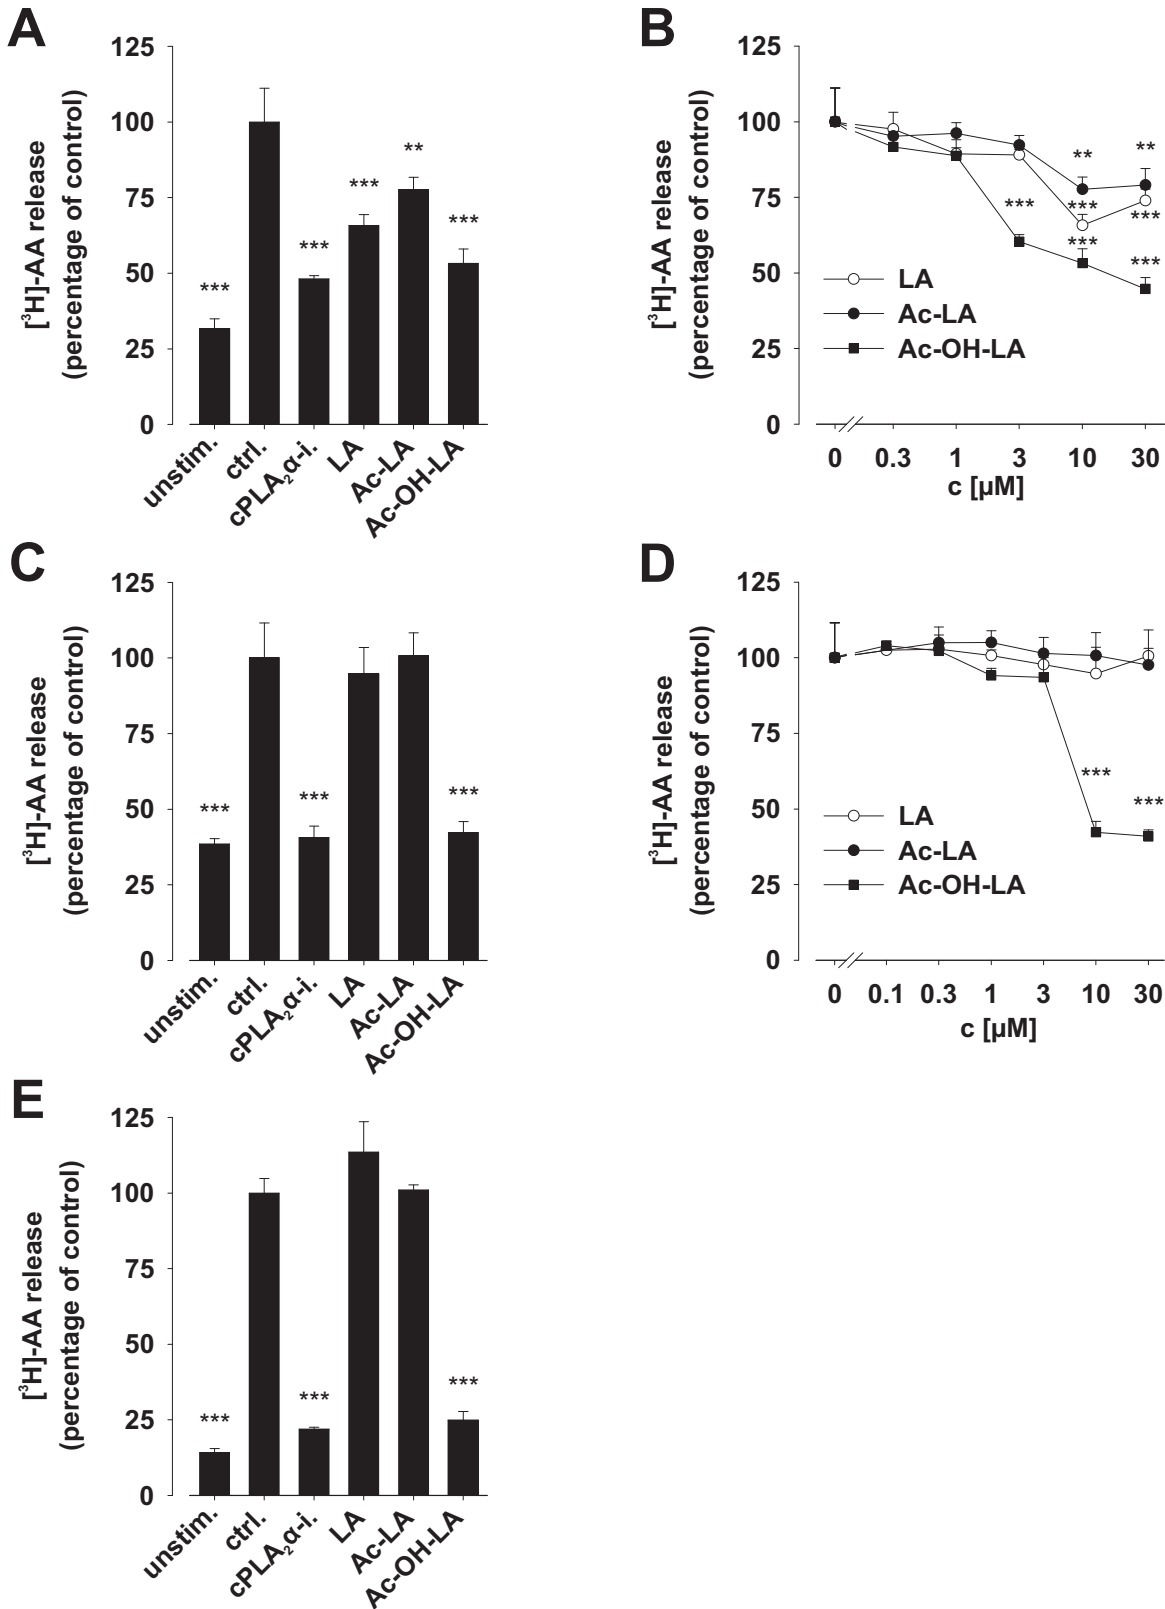 A
[³H]-AA release
(percentage of control)
125
100
75
50
25
0
***
***
***
**
***
unstim.
ctrl.
cPLA₂α-i.
LA
Ac-LA
Ac-OH-LA
B
[³H]-AA release
(percentage of control)
125
100
75
50
25
0
***
**
***
***
**
***
***
LA
Ac-LA
Ac-OH-LA
0 0.3 1 3 10 30
c [µM]
C
[³H]-AA release
(percentage of control)
125
100
75
50
25
0
***
***
***
unstim.
ctrl.
cPLA₂α-i.
LA
Ac-LA
Ac-OH-LA
D
[³H]-AA release
(percentage of control)
125
100
75
50
25
0
***
***
LA
Ac-LA
Ac-OH-LA
0 0.1 0.3 1 3 10 30
c [µM]
E
[³H]-AA release
(percentage of control)
125
100
75
50
25
0
***
***
***
unstim.
ctrl.
cPLA₂α-i.
LA
Ac-LA
Ac-OH-LA